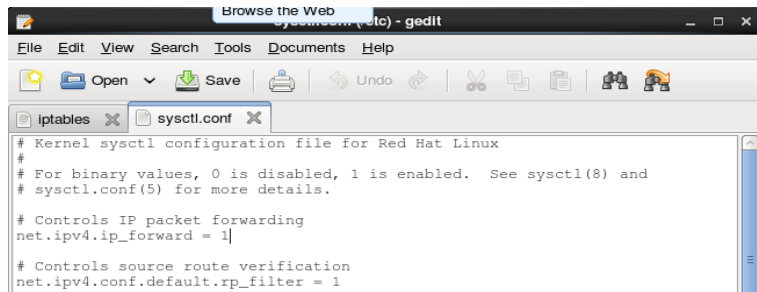 Browse the Web
tc) - gedit
File Edit View Search Tools Documents Help
Open Save Undo
iptables sysctl.conf
# Kernel sysctl configuration file for Red Hat Linux
#
# For binary values, 0 is disabled, 1 is enabled.  See sysctl(8) and
# sysctl.conf(5) for more details.

# Controls IP packet forwarding
net.ipv4.ip_forward = 1

# Controls source route verification
net.ipv4.conf.default.rp_filter = 1